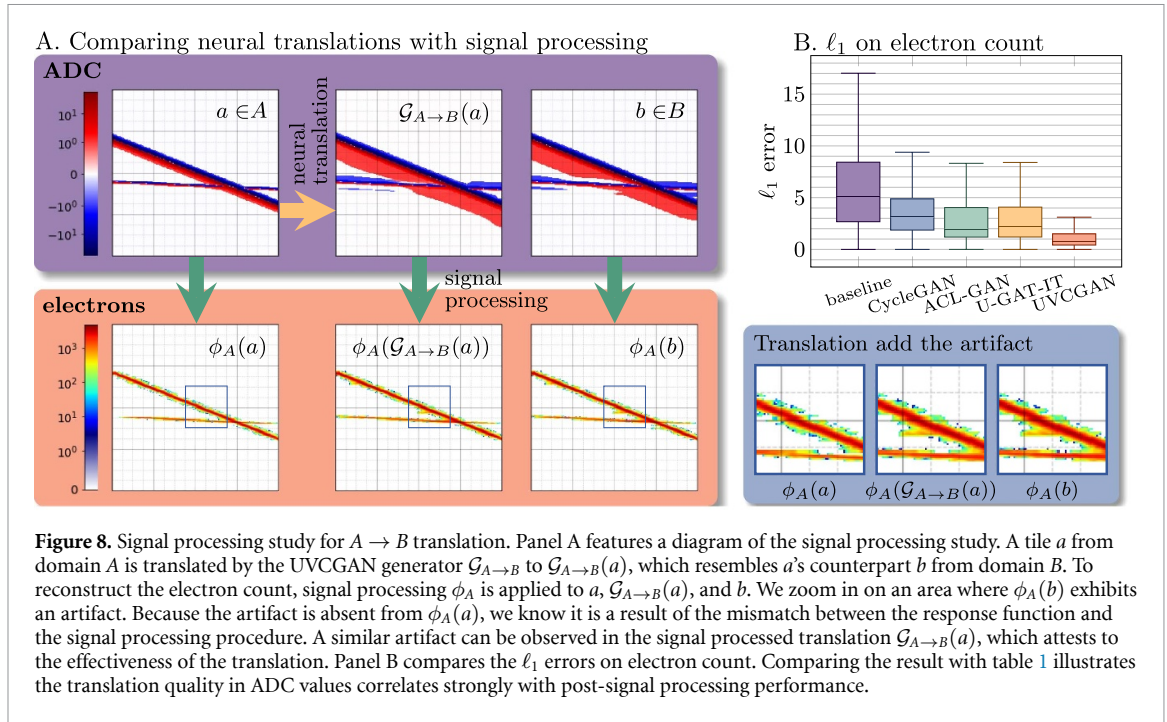 A. Comparing neural translations with signal processing
ADC
10¹
10⁰
0
−10⁰
−10¹
a ∈A
neural
translation
𝒢A→B(a)
b ∈B
signal
processing
electrons
10³
10²
10¹
10⁰
0
ϕA(a)
ϕA(𝒢A→B(a))
ϕA(b)
B. ℓ₁ on electron count
ℓ₁ error
15
10
5
0
baseline
CycleGAN
ACL-GAN
U-GAT-IT
UVCGAN
Translation add the artifact
ϕA(a)
ϕA(𝒢A→B(a))
ϕA(b)
Figure 8. Signal processing study for A → B translation. Panel A features a diagram of the signal processing study. A tile a from
domain A is translated by the UVCGAN generator 𝒢A→B to 𝒢A→B(a), which resembles a's counterpart b from domain B. To
reconstruct the electron count, signal processing ϕA is applied to a, 𝒢A→B(a), and b. We zoom in on an area where ϕA(b) exhibits
an artifact. Because the artifact is absent from ϕA(a), we know it is a result of the mismatch between the response function and
the signal processing procedure. A similar artifact can be observed in the signal processed translation 𝒢A→B(a), which attests to
the effectiveness of the translation. Panel B compares the ℓ₁ errors on electron count. Comparing the result with table 1 illustrates
the translation quality in ADC values correlates strongly with post-signal processing performance.